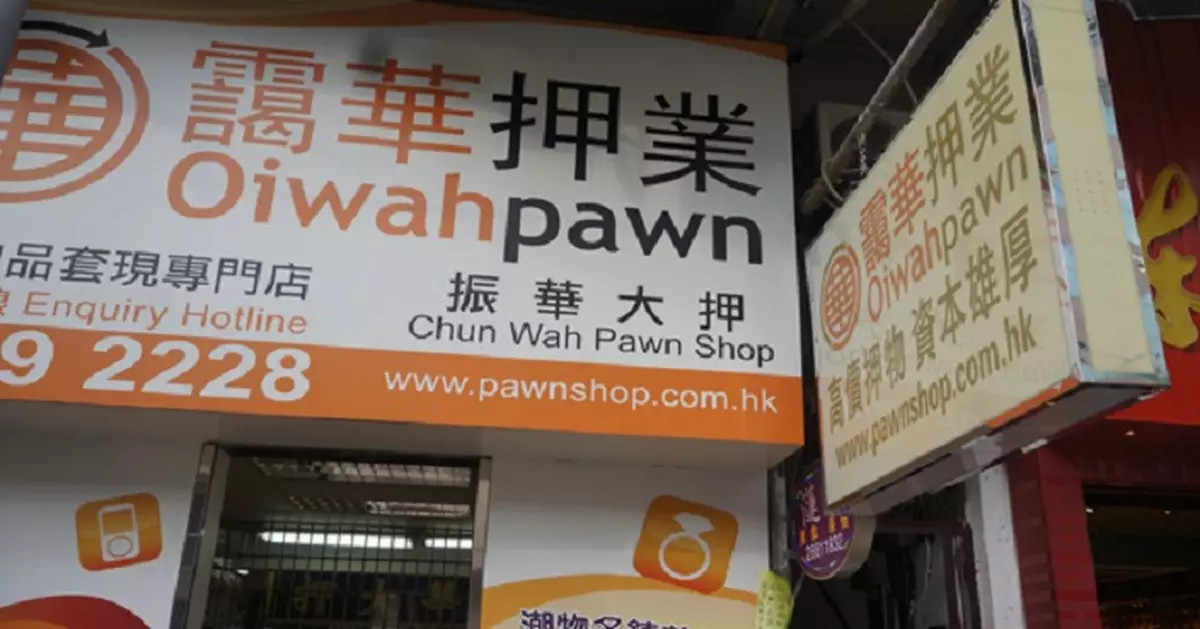 靄華押業
Oiwahpawn
品套現專門店
Enquiry Hotline
振華大押
Chun Wah Pawn Shop
9 2228
www.pawnshop.com.hk
靄華押業
Oiwahpawn
高價押物 資本雄厚
www.pawnshop.com.hk